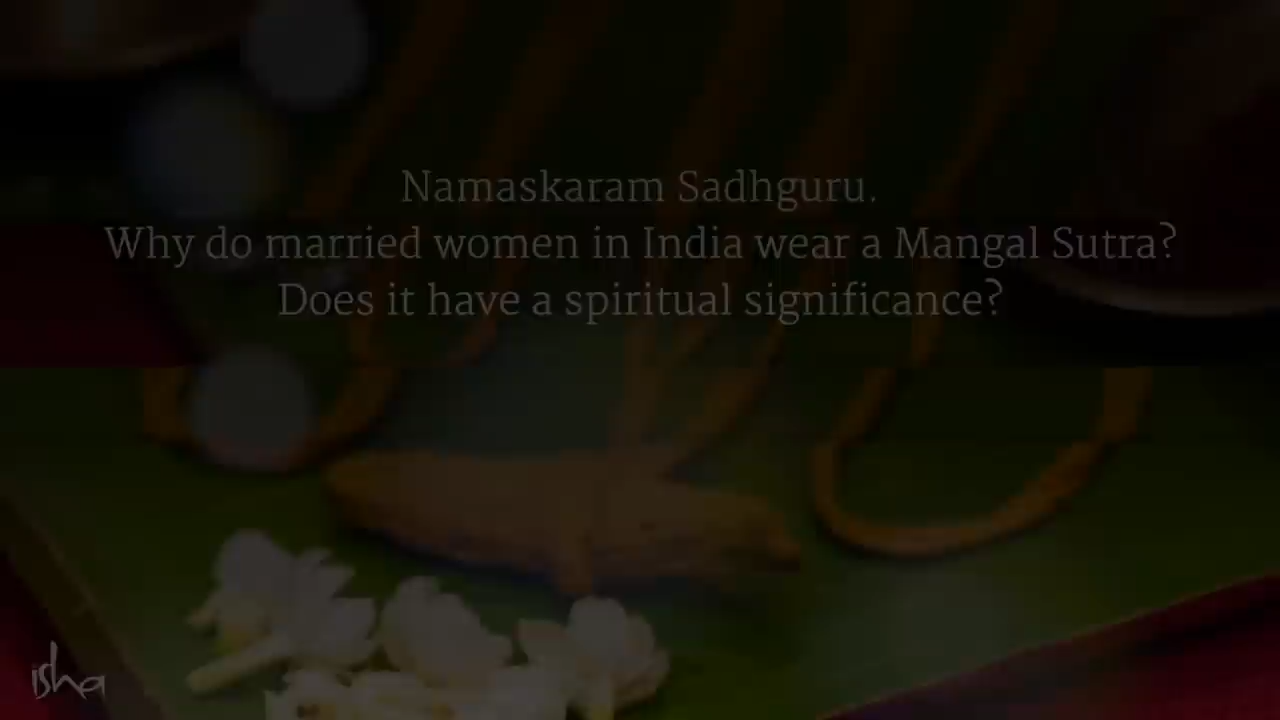 Namaskaram Sadhguru.
Why do married women in India wear a Mangal Sutra?
Does it have a spiritual significance?
isha